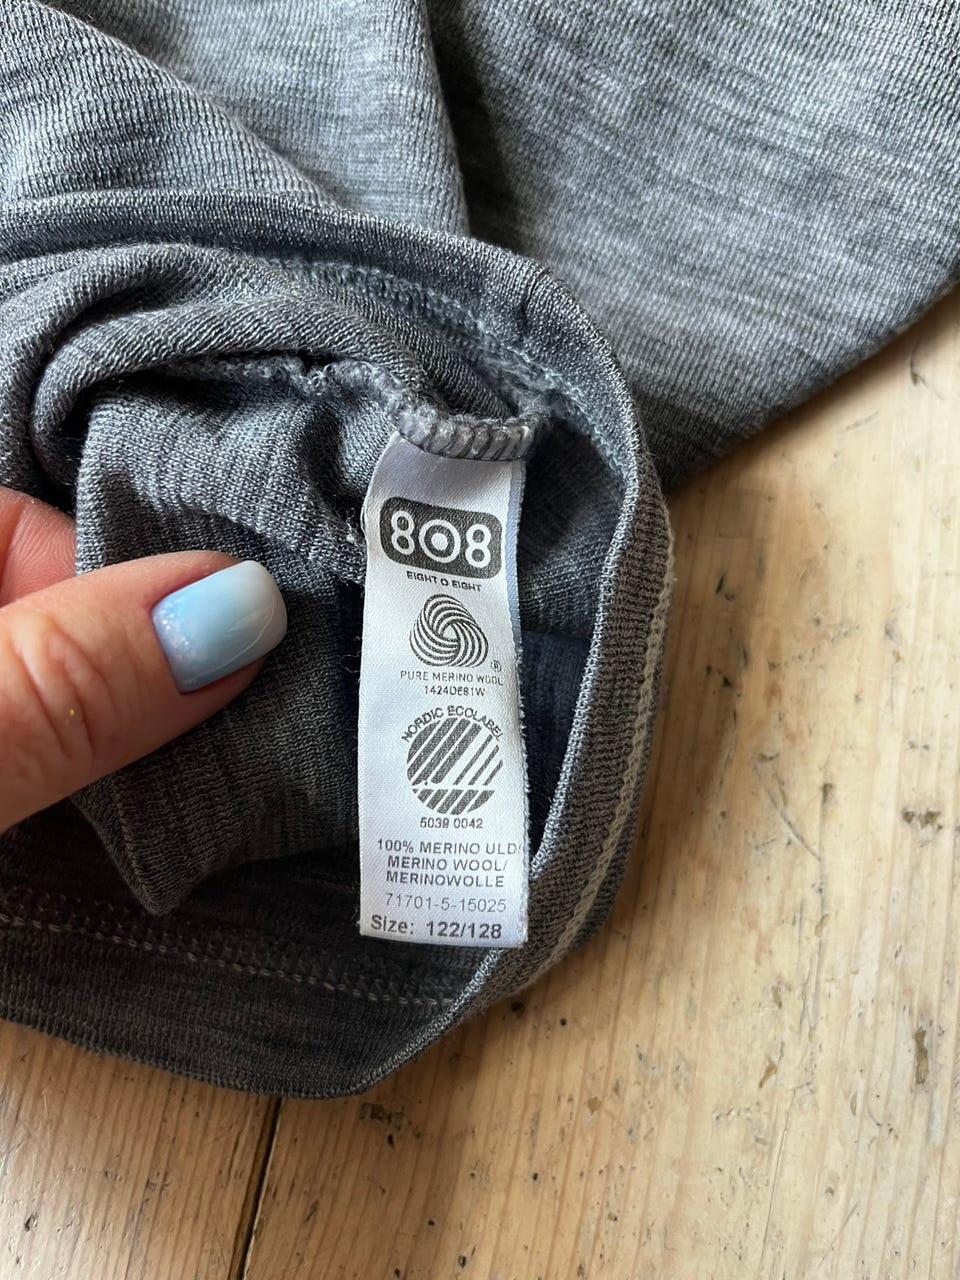 808
EIGHT O EIGHT
®
PURE MERINO WOOL
1424DE81W
NORDIC ECOLABEL
5039 0042
100% MERINO ULD
MERINO WOOL/
MERINOWOLLE
71701-5-15025
Size: 122/128